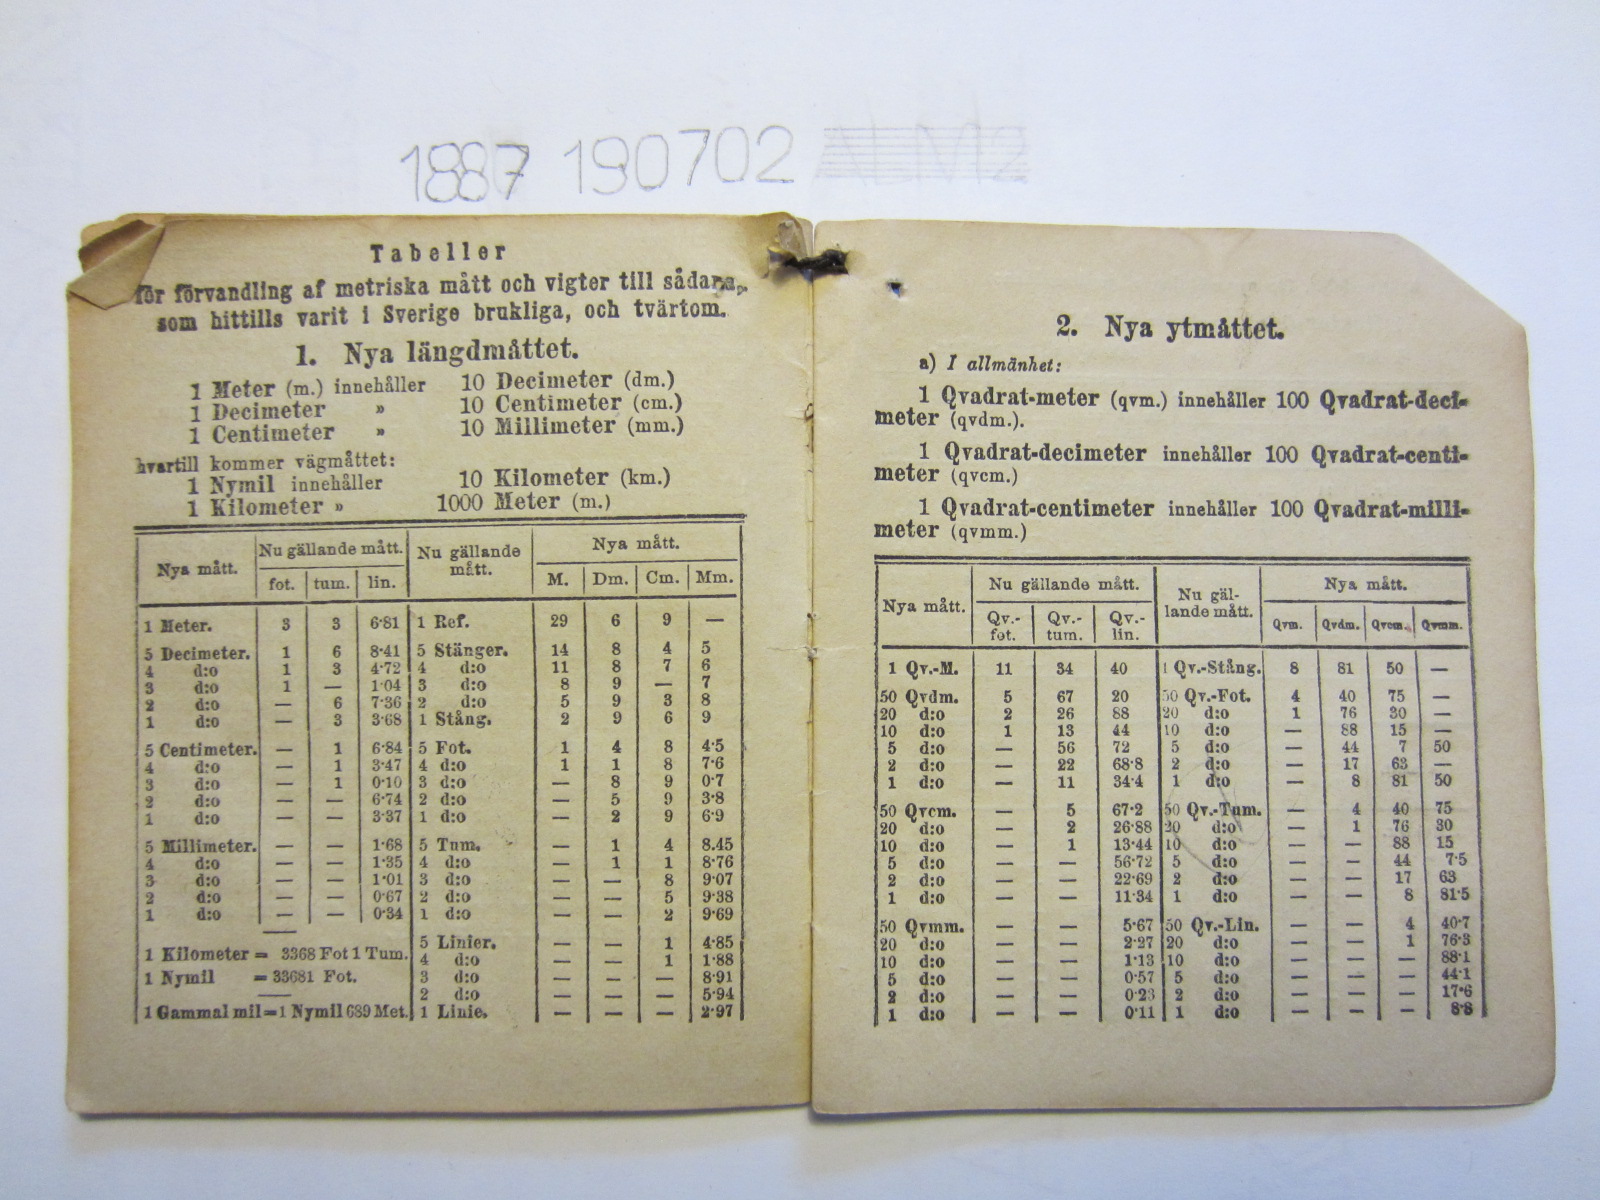 1887 190702
Tabeller
för förvandling af metriska mått och vigter till sådana,
som hittills varit i Sverige brukliga, och tvärtom.
1. Nya längdmåttet.
1 Meter (m.) innehåller 10 Decimeter (dm.)
1 Decimeter » 10 Centimeter (cm.)
1 Centimeter » 10 Millimeter (mm.)
hvartill kommer vägmåttet:
1 Nymil innehåller 10 Kilometer (km.)
1 Kilometer » 1000 Meter (m.)
Nya mått. Nu gällande mått. Nu gällande mått. Nya mått.
fot. tum. lin. M. Dm. Cm. Mm.
1 Meter. 3 3 6·81 1 Ref. 29 6 9 —
5 Decimeter. 1 6 8·41 5 Stänger. 14 8 4 5
4 d:o 1 3 4·72 4 d:o 11 8 7 6
3 d:o 1 — 1·04 3 d:o 8 9 — 7
2 d:o — 6 7·36 2 d:o 5 9 3 8
1 d:o — 3 3·68 1 Stång. 2 9 6 9
5 Centimeter. — 1 6·84 5 Fot. 1 4 8 4·5
4 d:o — 1 3·47 4 d:o 1 1 8 7·6
3 d:o — 1 0·10 3 d:o — 8 9 0·7
2 d:o — — 6·74 2 d:o — 5 9 3·8
1 d:o — — 3·37 1 d:o — 2 9 6·9
5 Millimeter. — — 1·68 5 Tum. — 1 4 8.45
4 d:o — — 1·35 4 d:o — 1 1 8·76
3 d:o — — 1·01 3 d:o — — 8 9·07
2 d:o — — 0·67 2 d:o — — 5 9·38
1 d:o — — 0·34 1 d:o — — 2 9·69
5 Linier. — — 1 4·85
1 Kilometer = 3368 Fot 1 Tum. 4 d:o — — 1 1·88
1 Nymil = 33681 Fot. 3 d:o — — — 8·91
2 d:o — — — 5·94
1 Gammal mil=1 Nymil 689 Met. 1 Linie. — — — 2·97
2. Nya ytmåttet.
a) I allmänhet:
1 Qvadrat-meter (qvm.) innehåller 100 Qvadrat-deci-
meter (qvdm.).
1 Qvadrat-decimeter innehåller 100 Qvadrat-centi-
meter (qvcm.)
1 Qvadrat-centimeter innehåller 100 Qvadrat-milli-
meter (qvmm.)
Nya mått. Nu gällande mått. Nu gäl-
lande mått. Nya mått.
Qv.-fot. Qv.-tum. Qv.-lin. Qvm. Qvdm. Qvcm. Qvmm.
1 Qv.-M. 11 34 40 1 Qv.-Stång. 8 81 50 —
50 Qvdm. 5 67 20 50 Qv.-Fot. 4 40 75 —
20 d:o 2 26 88 20 d:o 1 76 30 —
10 d:o 1 13 44 10 d:o — 88 15 —
5 d:o — 56 72 5 d:o — 44 7 50
2 d:o — 22 68·8 2 d:o — 17 63 —
1 d:o — 11 34·4 1 d:o — 8 81 50
50 Qvcm. — 5 67·2 50 Qv.-Tum. — 4 40 75
20 d:o — 2 26·88 20 d:o — 1 76 30
10 d:o — 1 13·44 10 d:o — — 88 15
5 d:o — — 56·72 5 d:o — — 44 7·5
2 d:o — — 22·69 2 d:o — — 17 63
1 d:o — — 11·34 1 d:o — — 8 81·5
50 Qvmm. — — 5·67 50 Qv.-Lin. — — 4 40·7
20 d:o — — 2·27 20 d:o — — 1 76·3
10 d:o — — 1·13 10 d:o — — — 88·1
5 d:o — — 0·57 5 d:o — — — 44·1
2 d:o — — 0·23 2 d:o — — — 17·6
1 d:o — — 0·11 1 d:o — — — 8·8